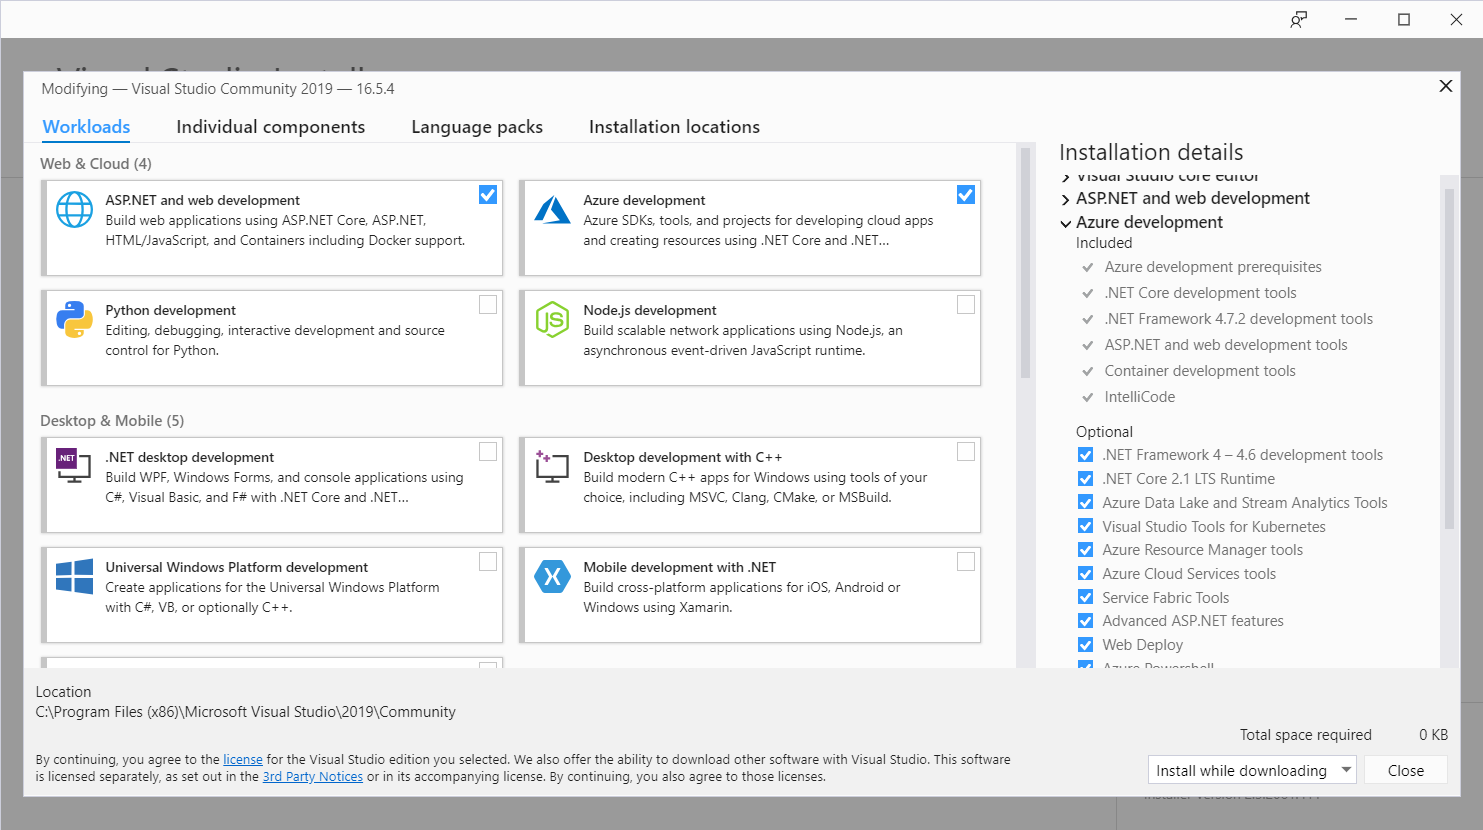 Modifying — Visual Studio Community 2019 — 16.5.4
Workloads
Individual components
Language packs
Installation locations
Web & Cloud (4)
ASP.NET and web development
Build web applications using ASP.NET Core, ASP.NET,
HTML/JavaScript, and Containers including Docker support.
Azure development
Azure SDKs, tools, and projects for developing cloud apps
and creating resources using .NET Core and .NET...
Python development
Editing, debugging, interactive development and source
control for Python.
Node.js development
Build scalable network applications using Node.js, an
asynchronous event-driven JavaScript runtime.
Desktop & Mobile (5)
.NET
.NET desktop development
Build WPF, Windows Forms, and console applications using
C#, Visual Basic, and F# with .NET Core and .NET...
Desktop development with C++
Build modern C++ apps for Windows using tools of your
choice, including MSVC, Clang, CMake, or MSBuild.
Universal Windows Platform development
Create applications for the Universal Windows Platform
with C#, VB, or optionally C++.
Mobile development with .NET
Build cross-platform applications for iOS, Android or
Windows using Xamarin.
Installation details
Visual Studio core editor
ASP.NET and web development
Azure development
Included
Azure development prerequisites
.NET Core development tools
.NET Framework 4.7.2 development tools
ASP.NET and web development tools
Container development tools
IntelliCode
Optional
.NET Framework 4 – 4.6 development tools
.NET Core 2.1 LTS Runtime
Azure Data Lake and Stream Analytics Tools
Visual Studio Tools for Kubernetes
Azure Resource Manager tools
Azure Cloud Services tools
Service Fabric Tools
Advanced ASP.NET features
Web Deploy
Azure Powershell
Location
C:\Program Files (x86)\Microsoft Visual Studio\2019\Community
Total space required 0 KB
By continuing, you agree to the license for the Visual Studio edition you selected. We also offer the ability to download other software with Visual Studio. This software
is licensed separately, as set out in the 3rd Party Notices or in its accompanying license. By continuing, you also agree to those licenses.
Install while downloading
Close